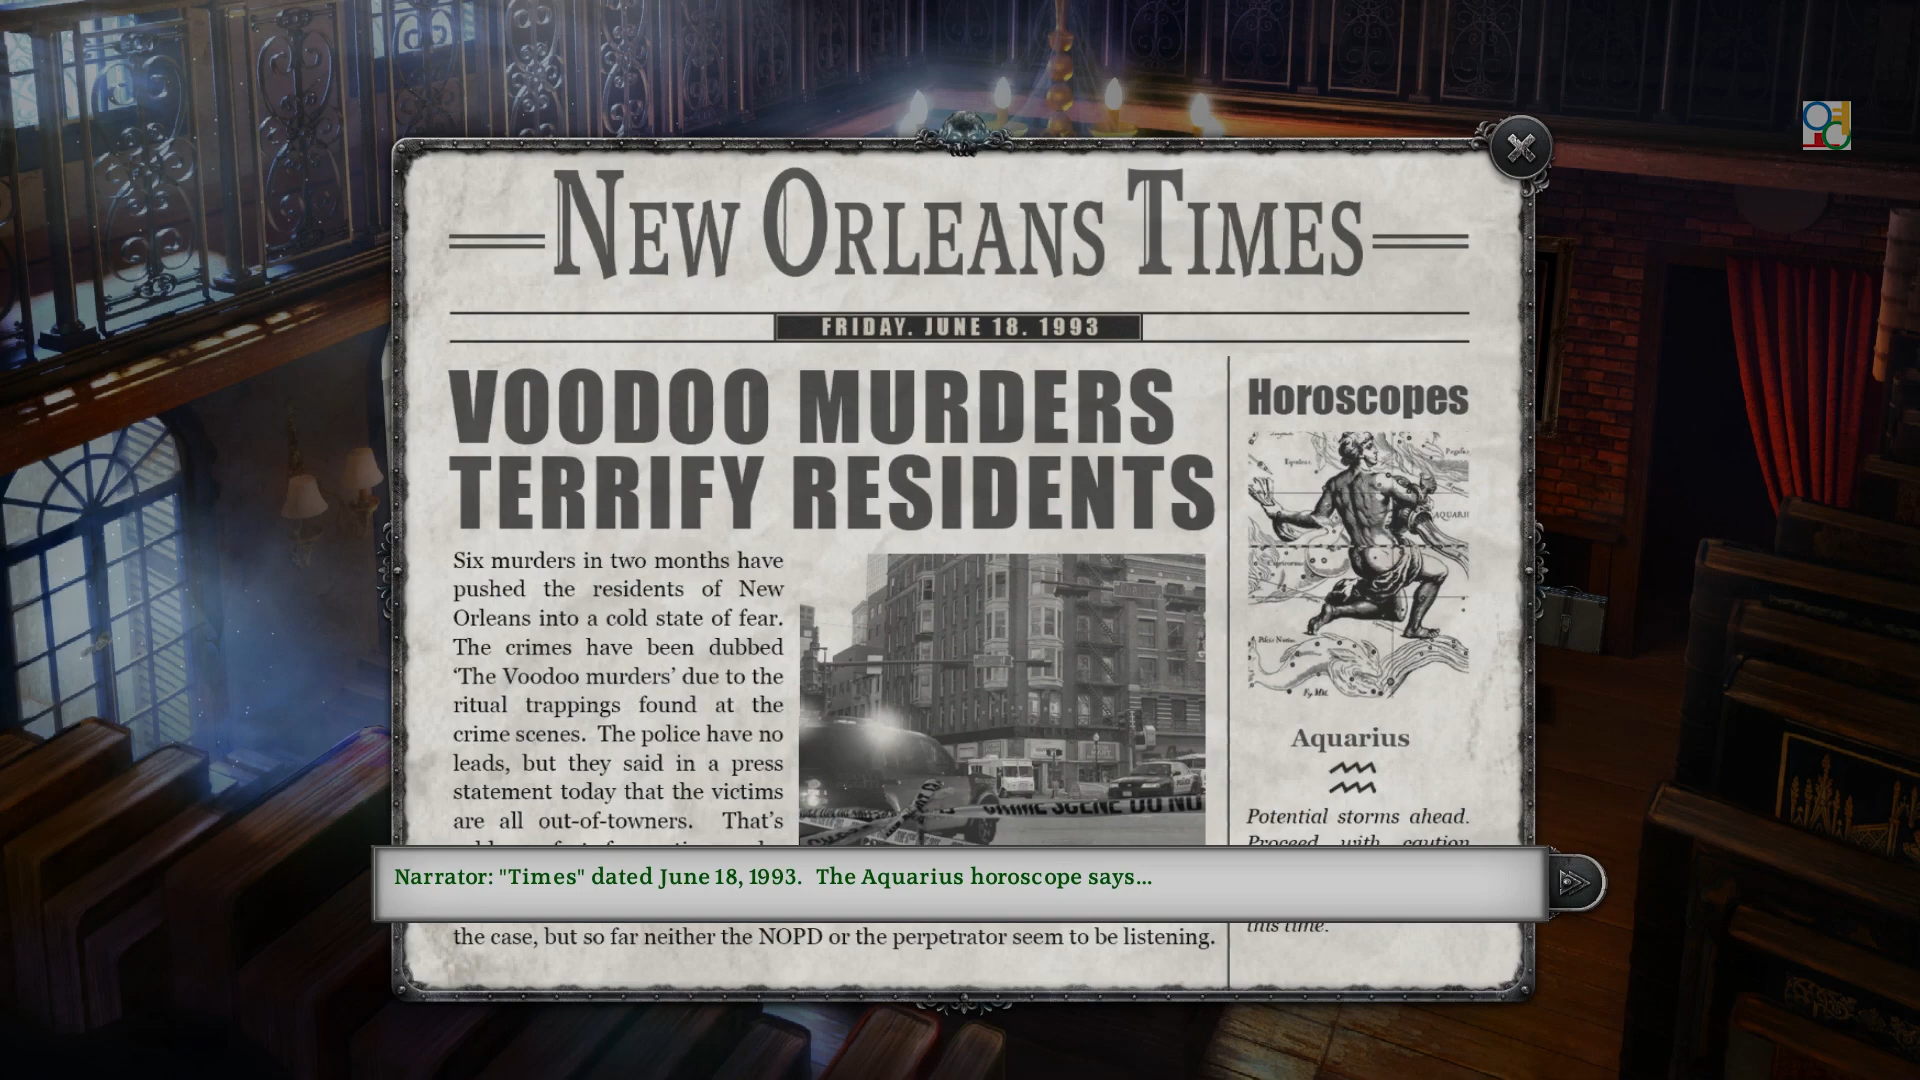 NEW ORLEANS TIMES
FRIDAY. JUNE 18. 1993
VOODOO MURDERS
TERRIFY RESIDENTS
Six murders in two months have
pushed the residents of New
Orleans into a cold state of fear.
The crimes have been dubbed
‘The Voodoo murders’ due to the
ritual trappings found at the
crime scenes. The police have no
leads, but they said in a press
statement today that the victims
are all out-of-towners. That’s
the case, but so far neither the NOPD or the perpetrator seem to be listening.
CRIME SCENE DO NO
Horoscopes
AQUARII
Aquarius
Potential storms ahead.
Proceed with caution
this time.
Narrator: "Times" dated June 18, 1993. The Aquarius horoscope says...